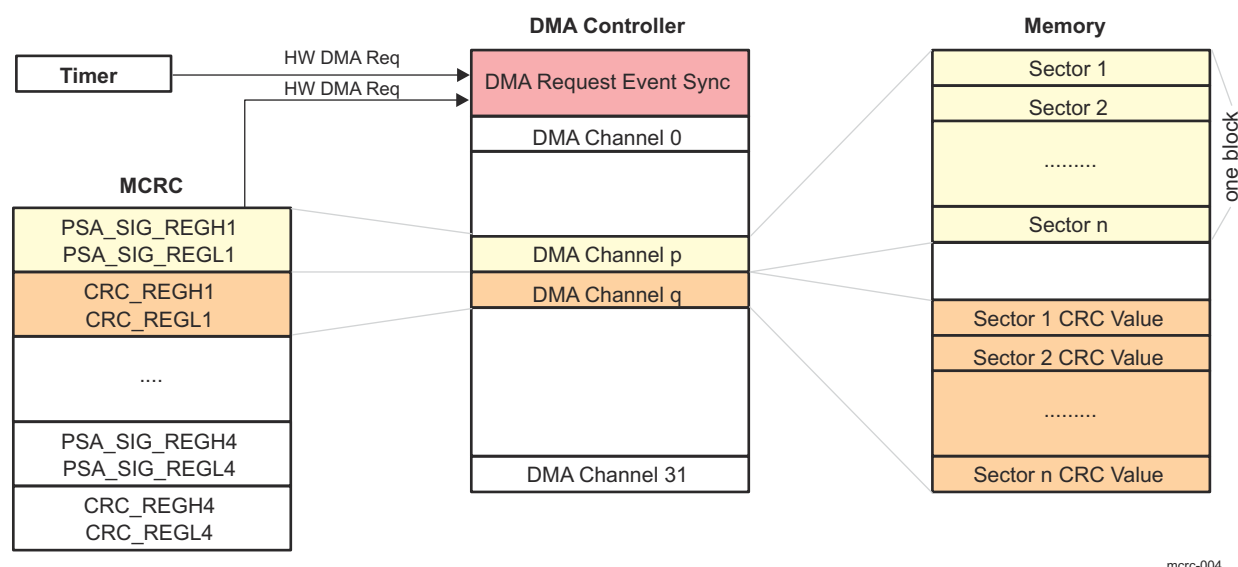 DMA Controller
Memory
Timer
HW DMA Req
HW DMA Req
DMA Request Event Sync
DMA Channel 0
DMA Channel p
DMA Channel q
DMA Channel 31
MCRC
PSA_SIG_REGH1
PSA_SIG_REGL1
CRC_REGH1
CRC_REGL1
....
PSA_SIG_REGH4
PSA_SIG_REGL4
CRC_REGH4
CRC_REGL4
Sector 1
Sector 2
.........
Sector n
one block
Sector 1 CRC Value
Sector 2 CRC Value
.........
Sector n CRC Value
mcrc-004